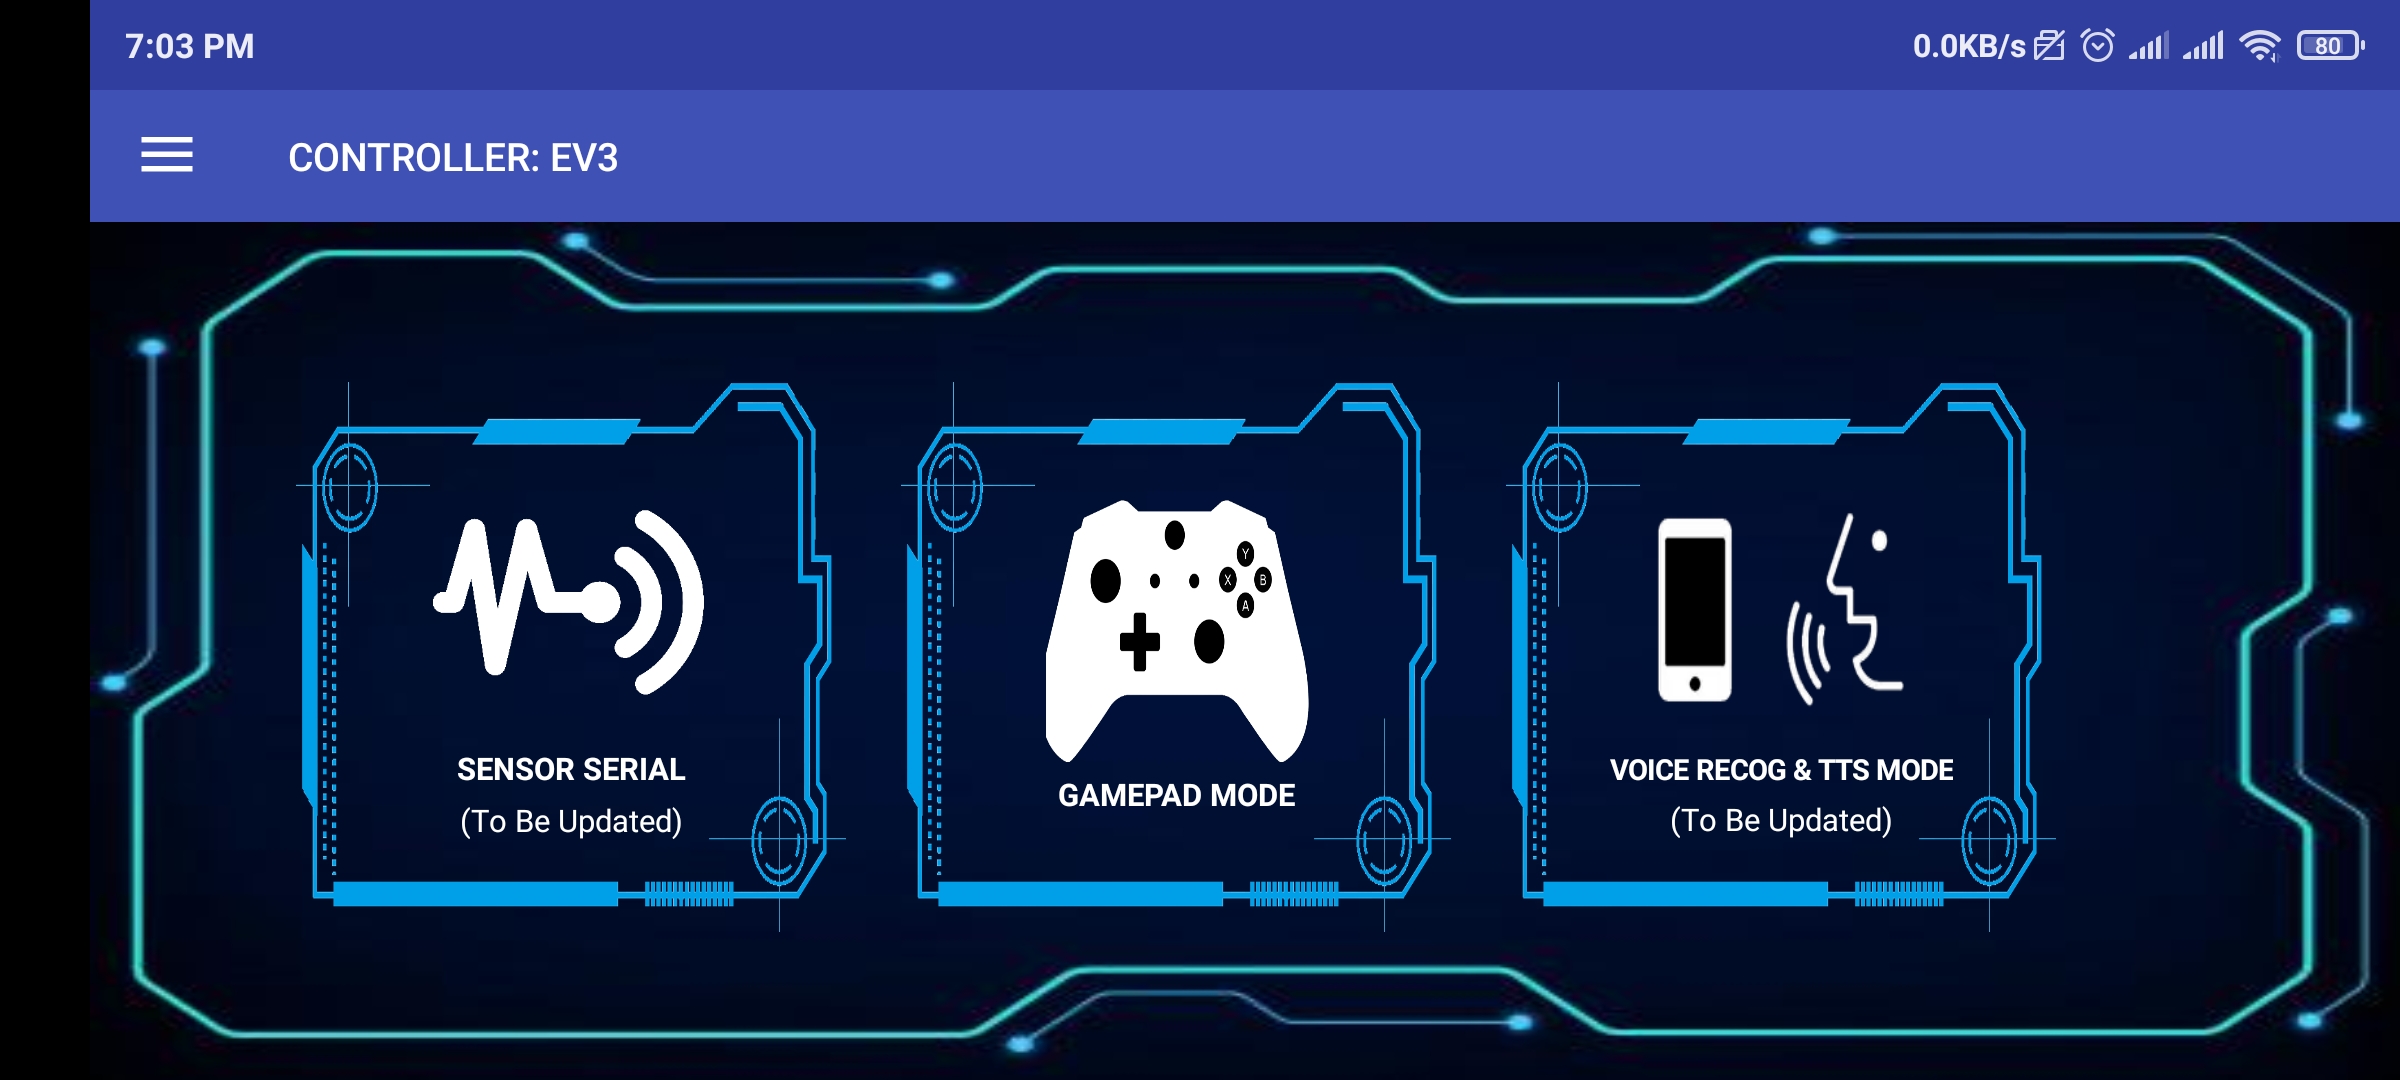 7:03 PM
0.0KB/s
80
CONTROLLER: EV3
Y
X B
A
SENSOR SERIAL
(To Be Updated)
GAMEPAD MODE
VOICE RECOG & TTS MODE
(To Be Updated)